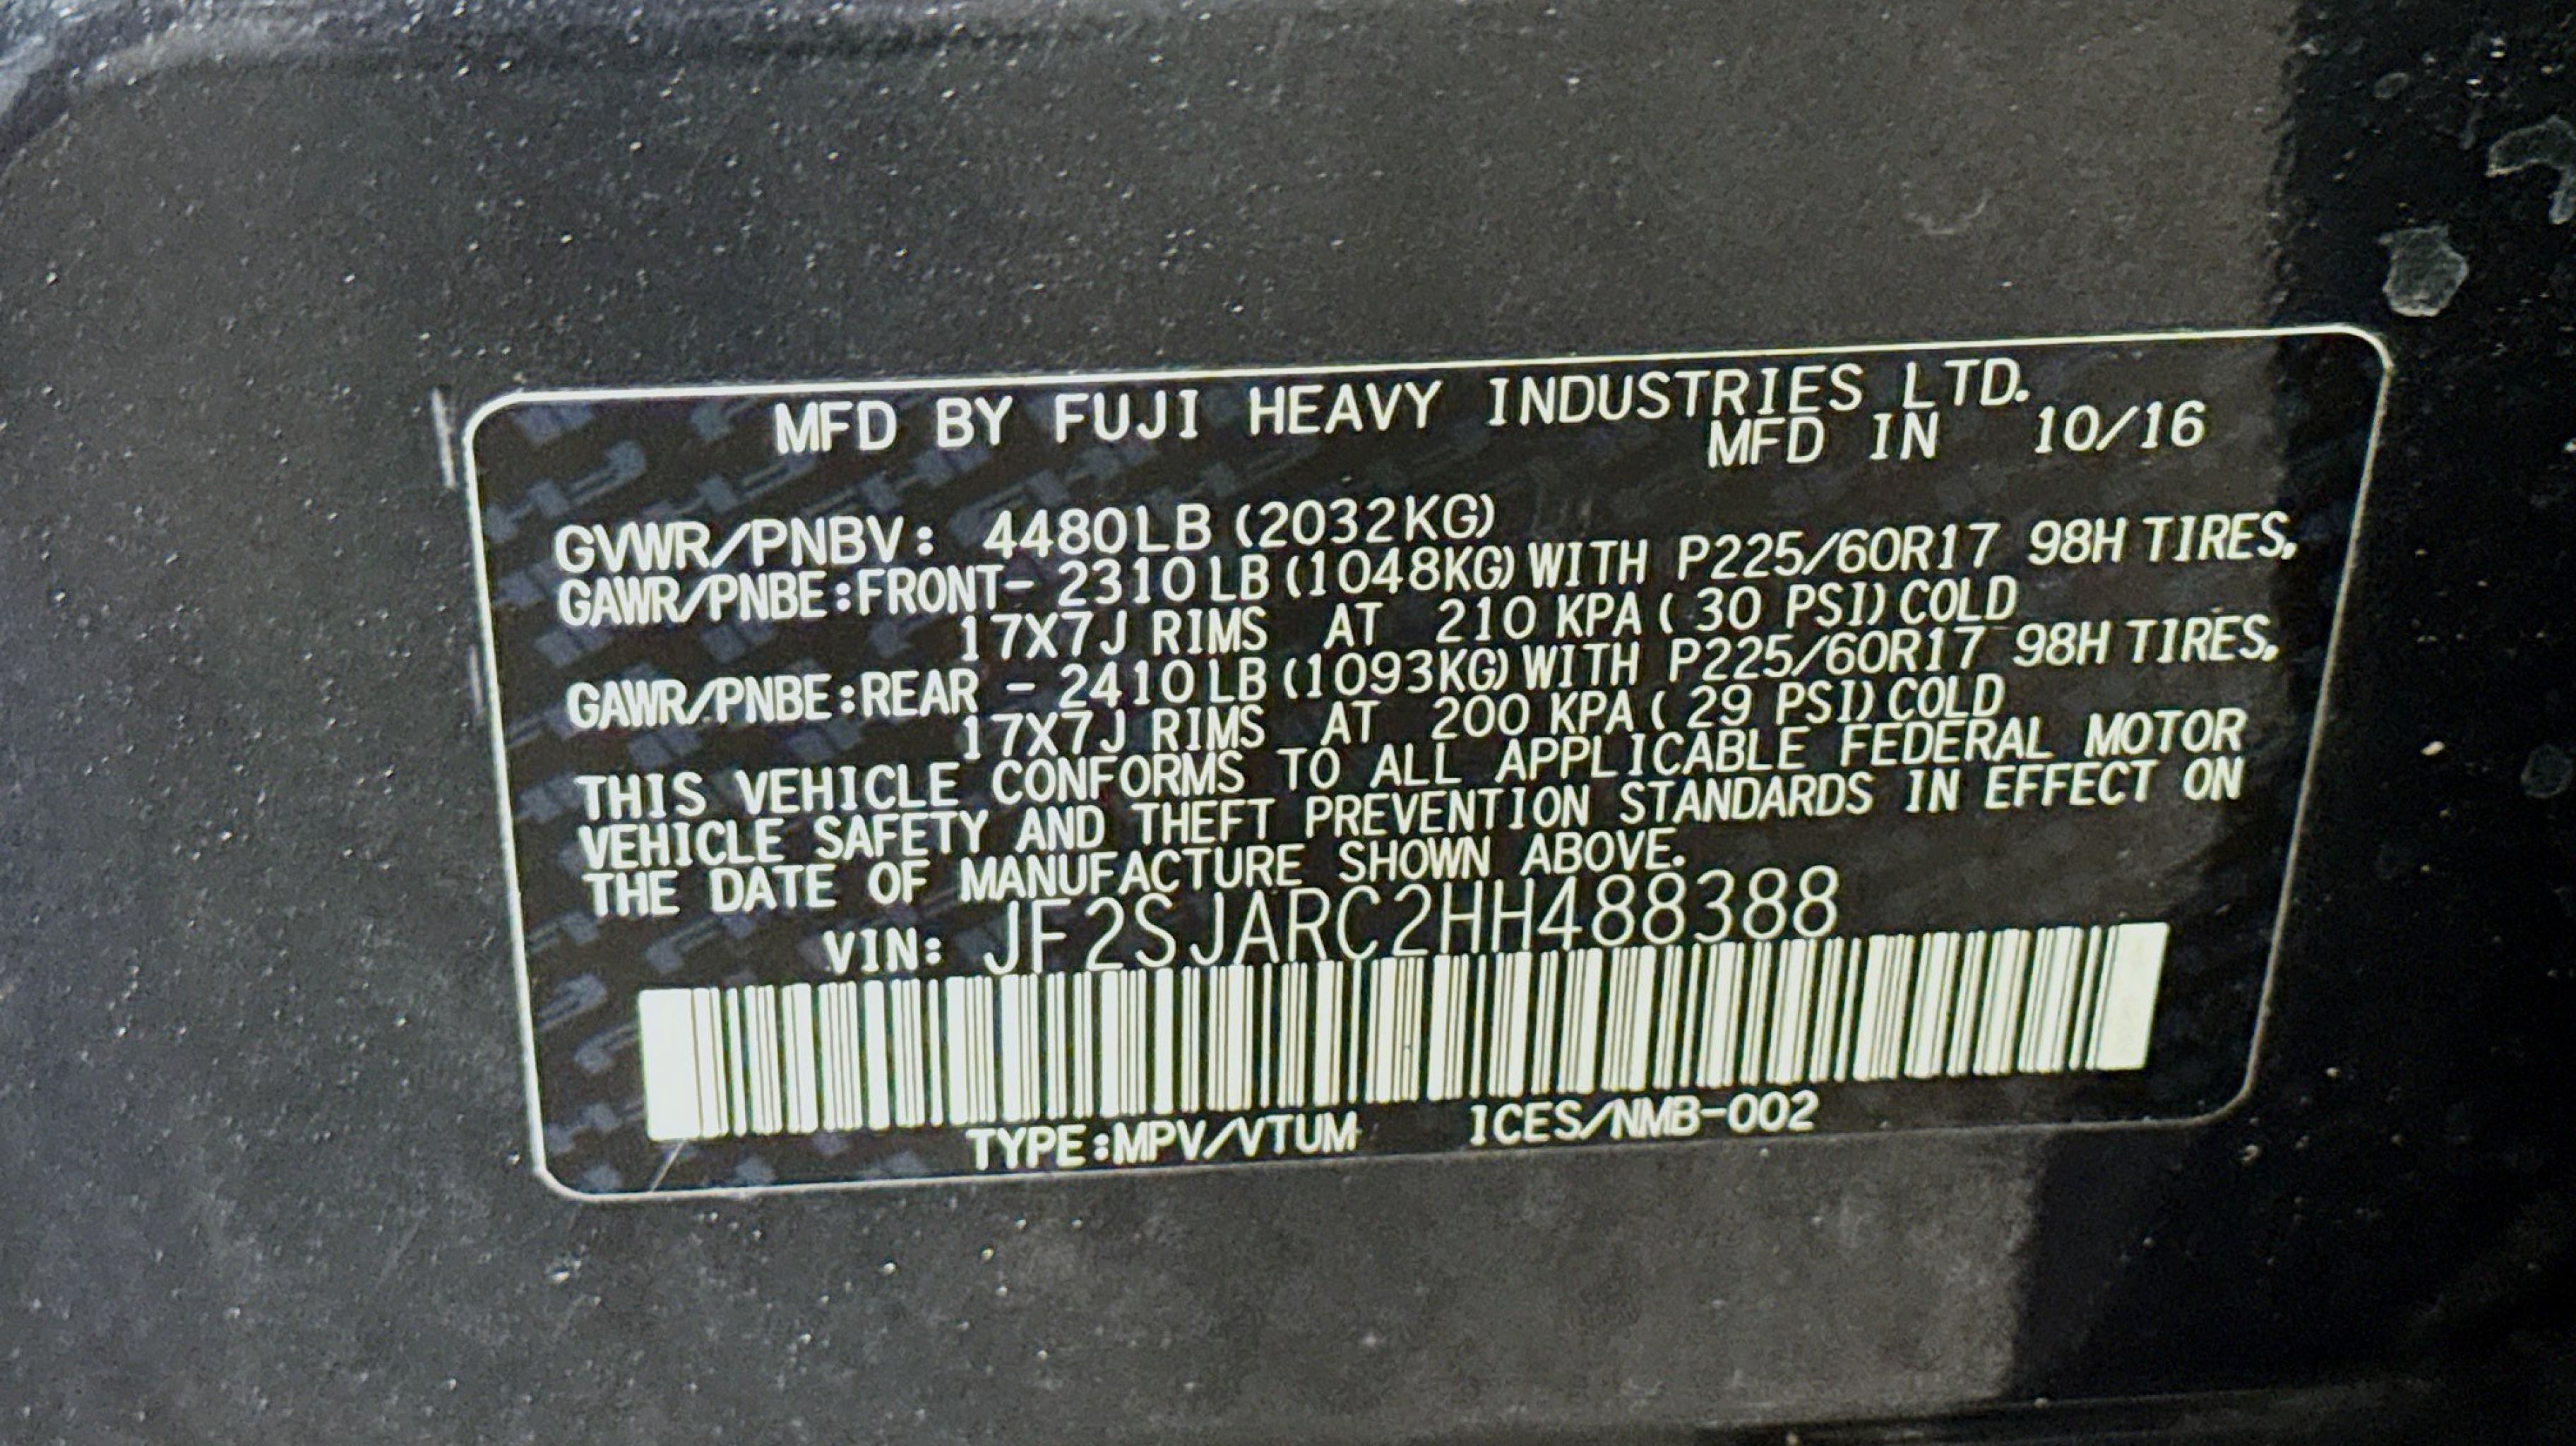 MFD BY FUJI HEAVY INDUSTRIES LTD.
MFD IN 10/16
GVWR/PNBV: 4480LB (2032KG)
GAWR/PNBE:FRONT- 2310LB (1048KG) WITH P225/60R17 98H TIRES,
17X7J RIMS AT 210 KPA ( 30 PSI) COLD
GAWR/PNBE:REAR - 2410LB (1093KG) WITH P225/60R17 98H TIRES,
17X7J RIMS AT 200 KPA ( 29 PSI) COLD
THIS VEHICLE CONFORMS TO ALL APPLICABLE FEDERAL MOTOR
VEHICLE SAFETY AND THEFT PREVENTION STANDARDS IN EFFECT ON
THE DATE OF MANUFACTURE SHOWN ABOVE.
VIN: JF2SJARC2HH488388
TYPE:MPV/VTUM ICES/NMB-002